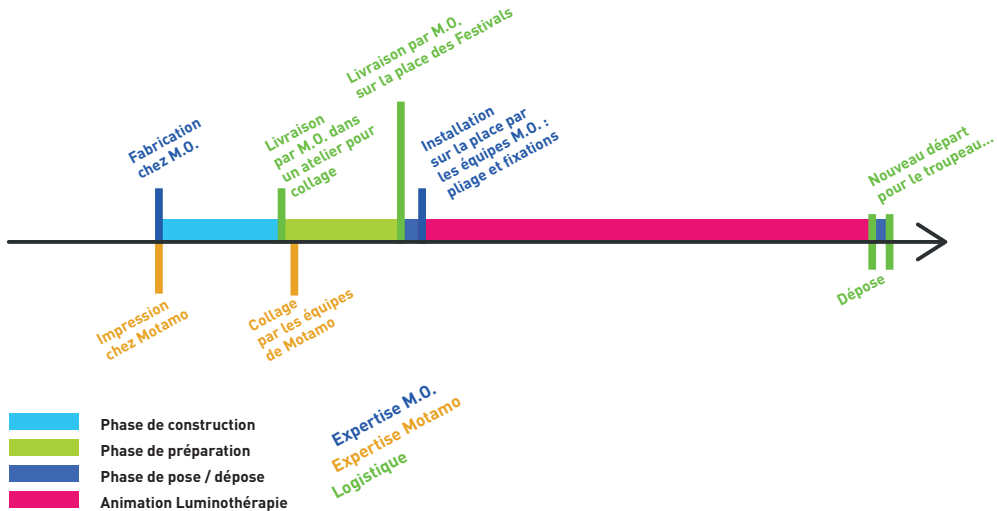 Fabrication
chez M.O.
Livraison
par M.O. dans
un atelier pour
collage
Livraison par M.O.
sur la place des Festivals
Installation
sur la place par
les équipes M.O. :
pliage et fixations
Nouveau départ
pour le troupeau...
Impression
chez Motamo
Collage
par les équipes
de Motamo
Dépose
Phase de construction
Phase de préparation
Phase de pose / dépose
Animation Luminothérapie
Expertise M.O.
Expertise Motamo
Logistique